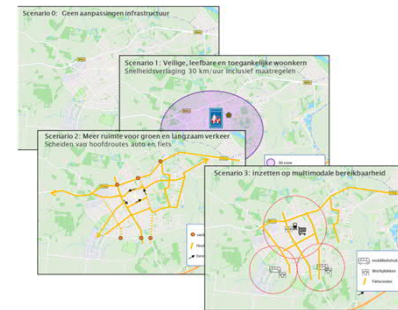 Scenario 0: Geen aanpassingen infrastructuur
Scenario 1: Veilige, leefbare en toegankelijke woonkern
Snelheidsverlaging 30 km/uur inclusief maatregelen
Scenario 2: Meer ruimte voor groen en langzaam verkeer
Scheiden van hoofdroutes auto en fiets
Scenario 3: inzetten op multimodale bereikbaarheid